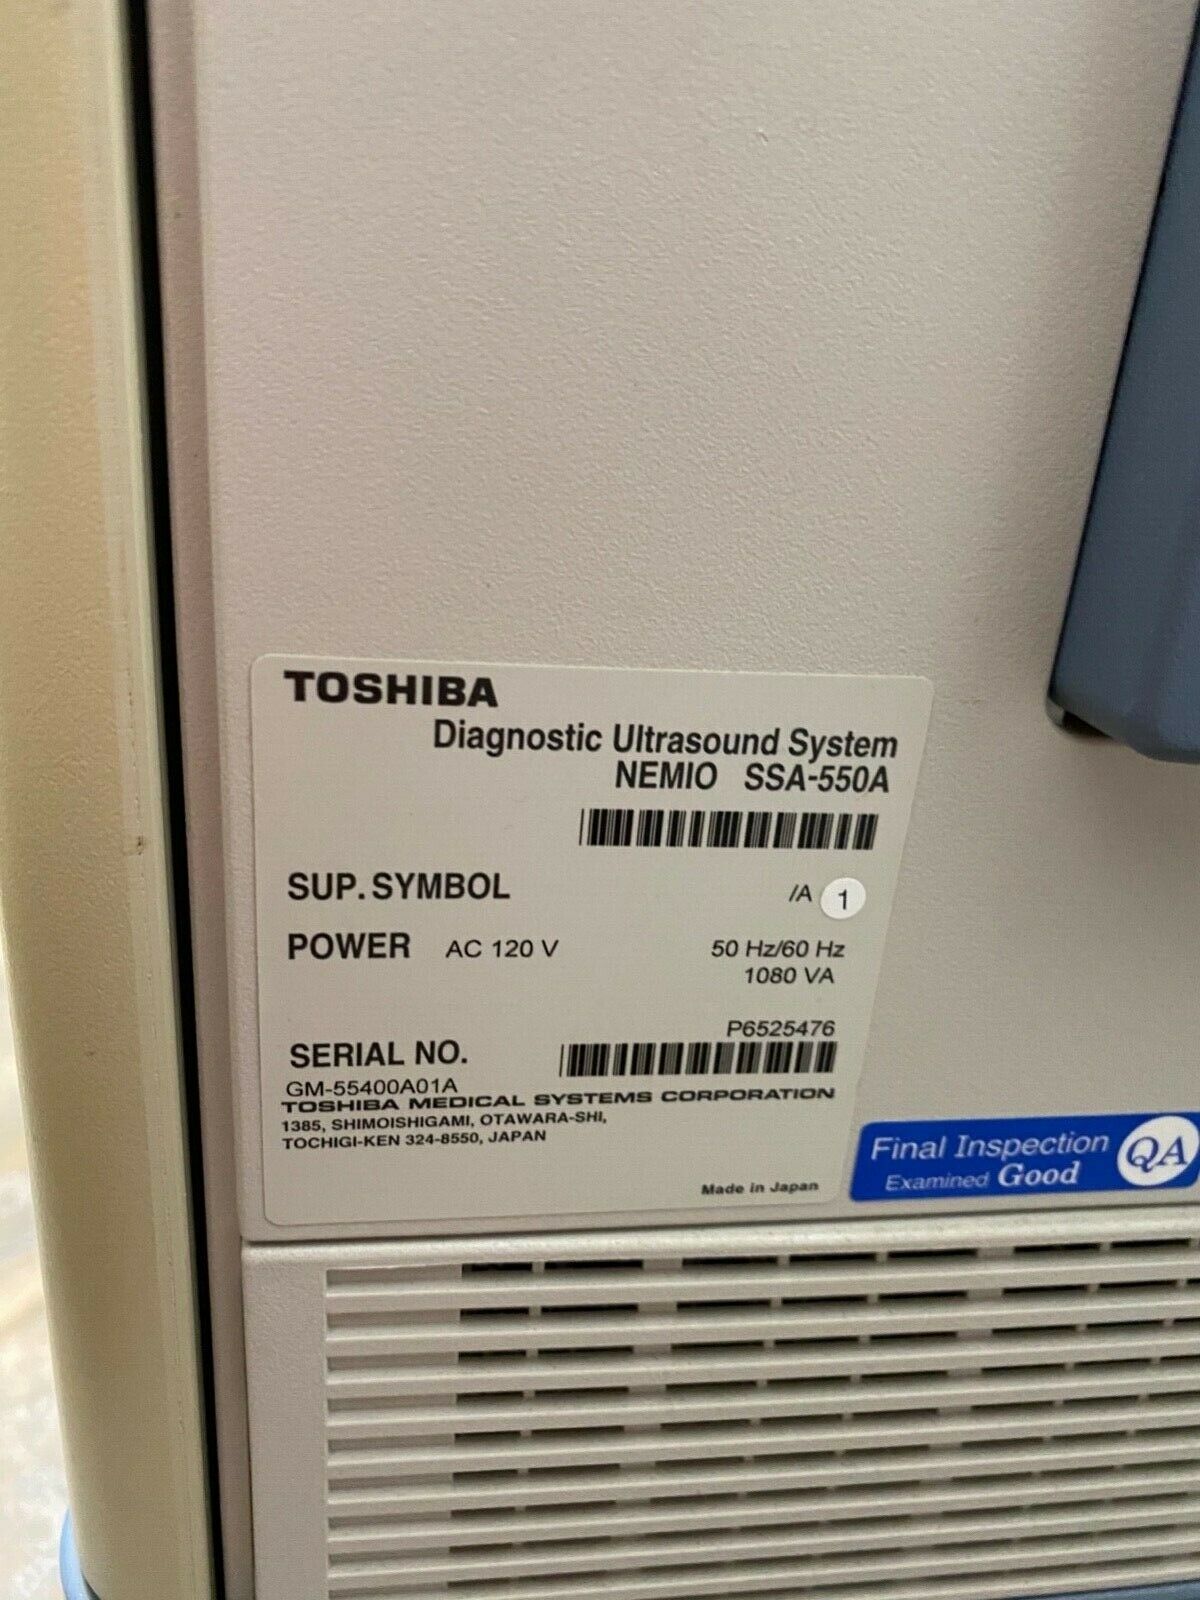 TOSHIBA
Diagnostic Ultrasound System
NEMIO SSA-550A
SUP. SYMBOL /A 1
POWER AC 120 V 50 Hz/60 Hz
1080 VA
P6525476
SERIAL NO.
GM-55400A01A
TOSHIBA MEDICAL SYSTEMS CORPORATION
1385, SHIMOISHIGAMI, OTAWARA-SHI,
TOCHIGI-KEN 324-8550, JAPAN
Made in Japan
Final Inspection
Examined Good
QA